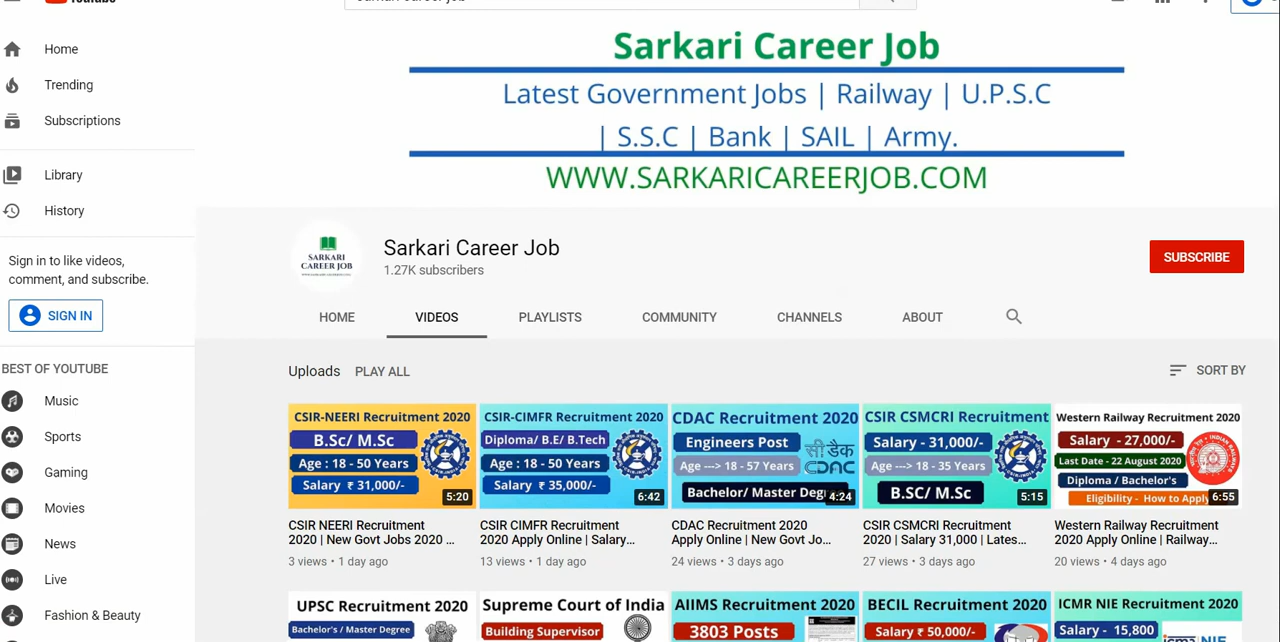 YouTube
Sarkari Career Job
Latest Government Jobs | Railway | U.P.S.C
| S.S.C | Bank | SAIL | Army.
WWW.SARKARICAREERJOB.COM
Home
Trending
Subscriptions
Library
History
Sign in to like videos,
comment, and subscribe.
SIGN IN
BEST OF YOUTUBE
Music
Sports
Gaming
Movies
News
Live
Fashion & Beauty
SARKARI
CAREER JOB
Sarkari Career Job
1.27K subscribers
SUBSCRIBE
HOME VIDEOS PLAYLISTS COMMUNITY CHANNELS ABOUT
Uploads PLAY ALL SORT BY
CSIR-NEERI Recruitment 2020
B.Sc/ M.Sc
Age : 18 - 50 Years
Salary ₹ 31,000/-
5:20
CSIR NEERI Recruitment
2020 | New Govt Jobs 2020 ...
3 views • 1 day ago
CSIR-CIMFR Recruitment 2020
Diploma/ B.E/ B.Tech
Age : 18 - 50 Years
Salary ₹ 35,000/-
6:42
CSIR CIMFR Recruitment
2020 Apply Online | Salary...
13 views • 1 day ago
CDAC Recruitment 2020
Engineers Post
Age ---> 18 - 57 Years
सी डैक
CDAC
Bachelor/ Master Deg
4:24
CDAC Recruitment 2020
Apply Online | New Govt Jo...
24 views • 3 days ago
CSIR CSMCRI Recruitment
Salary - 31,000/-
Age ---> 18 - 35 Years
B.SC/ M.Sc
5:15
CSIR CSMCRI Recruitment
2020 | Salary 31,000 | Lates...
27 views • 3 days ago
Western Railway Recruitment 2020
Salary - 27,000/-
Last Date - 22 August 2020
Diploma / Bachelor's
Eligibility - How to Apply
6:55
Western Railway Recruitment
2020 Apply Online | Railway...
20 views • 4 days ago
UPSC Recruitment 2020
Bachelor's / Master Degree
Supreme Court of India
Building Supervisor
AIIMS Recruitment 2020
3803 Posts
BECIL Recruitment 2020
Salary ₹ 50,000/-
ICMR NIE Recruitment 2020
Salary - 15,800